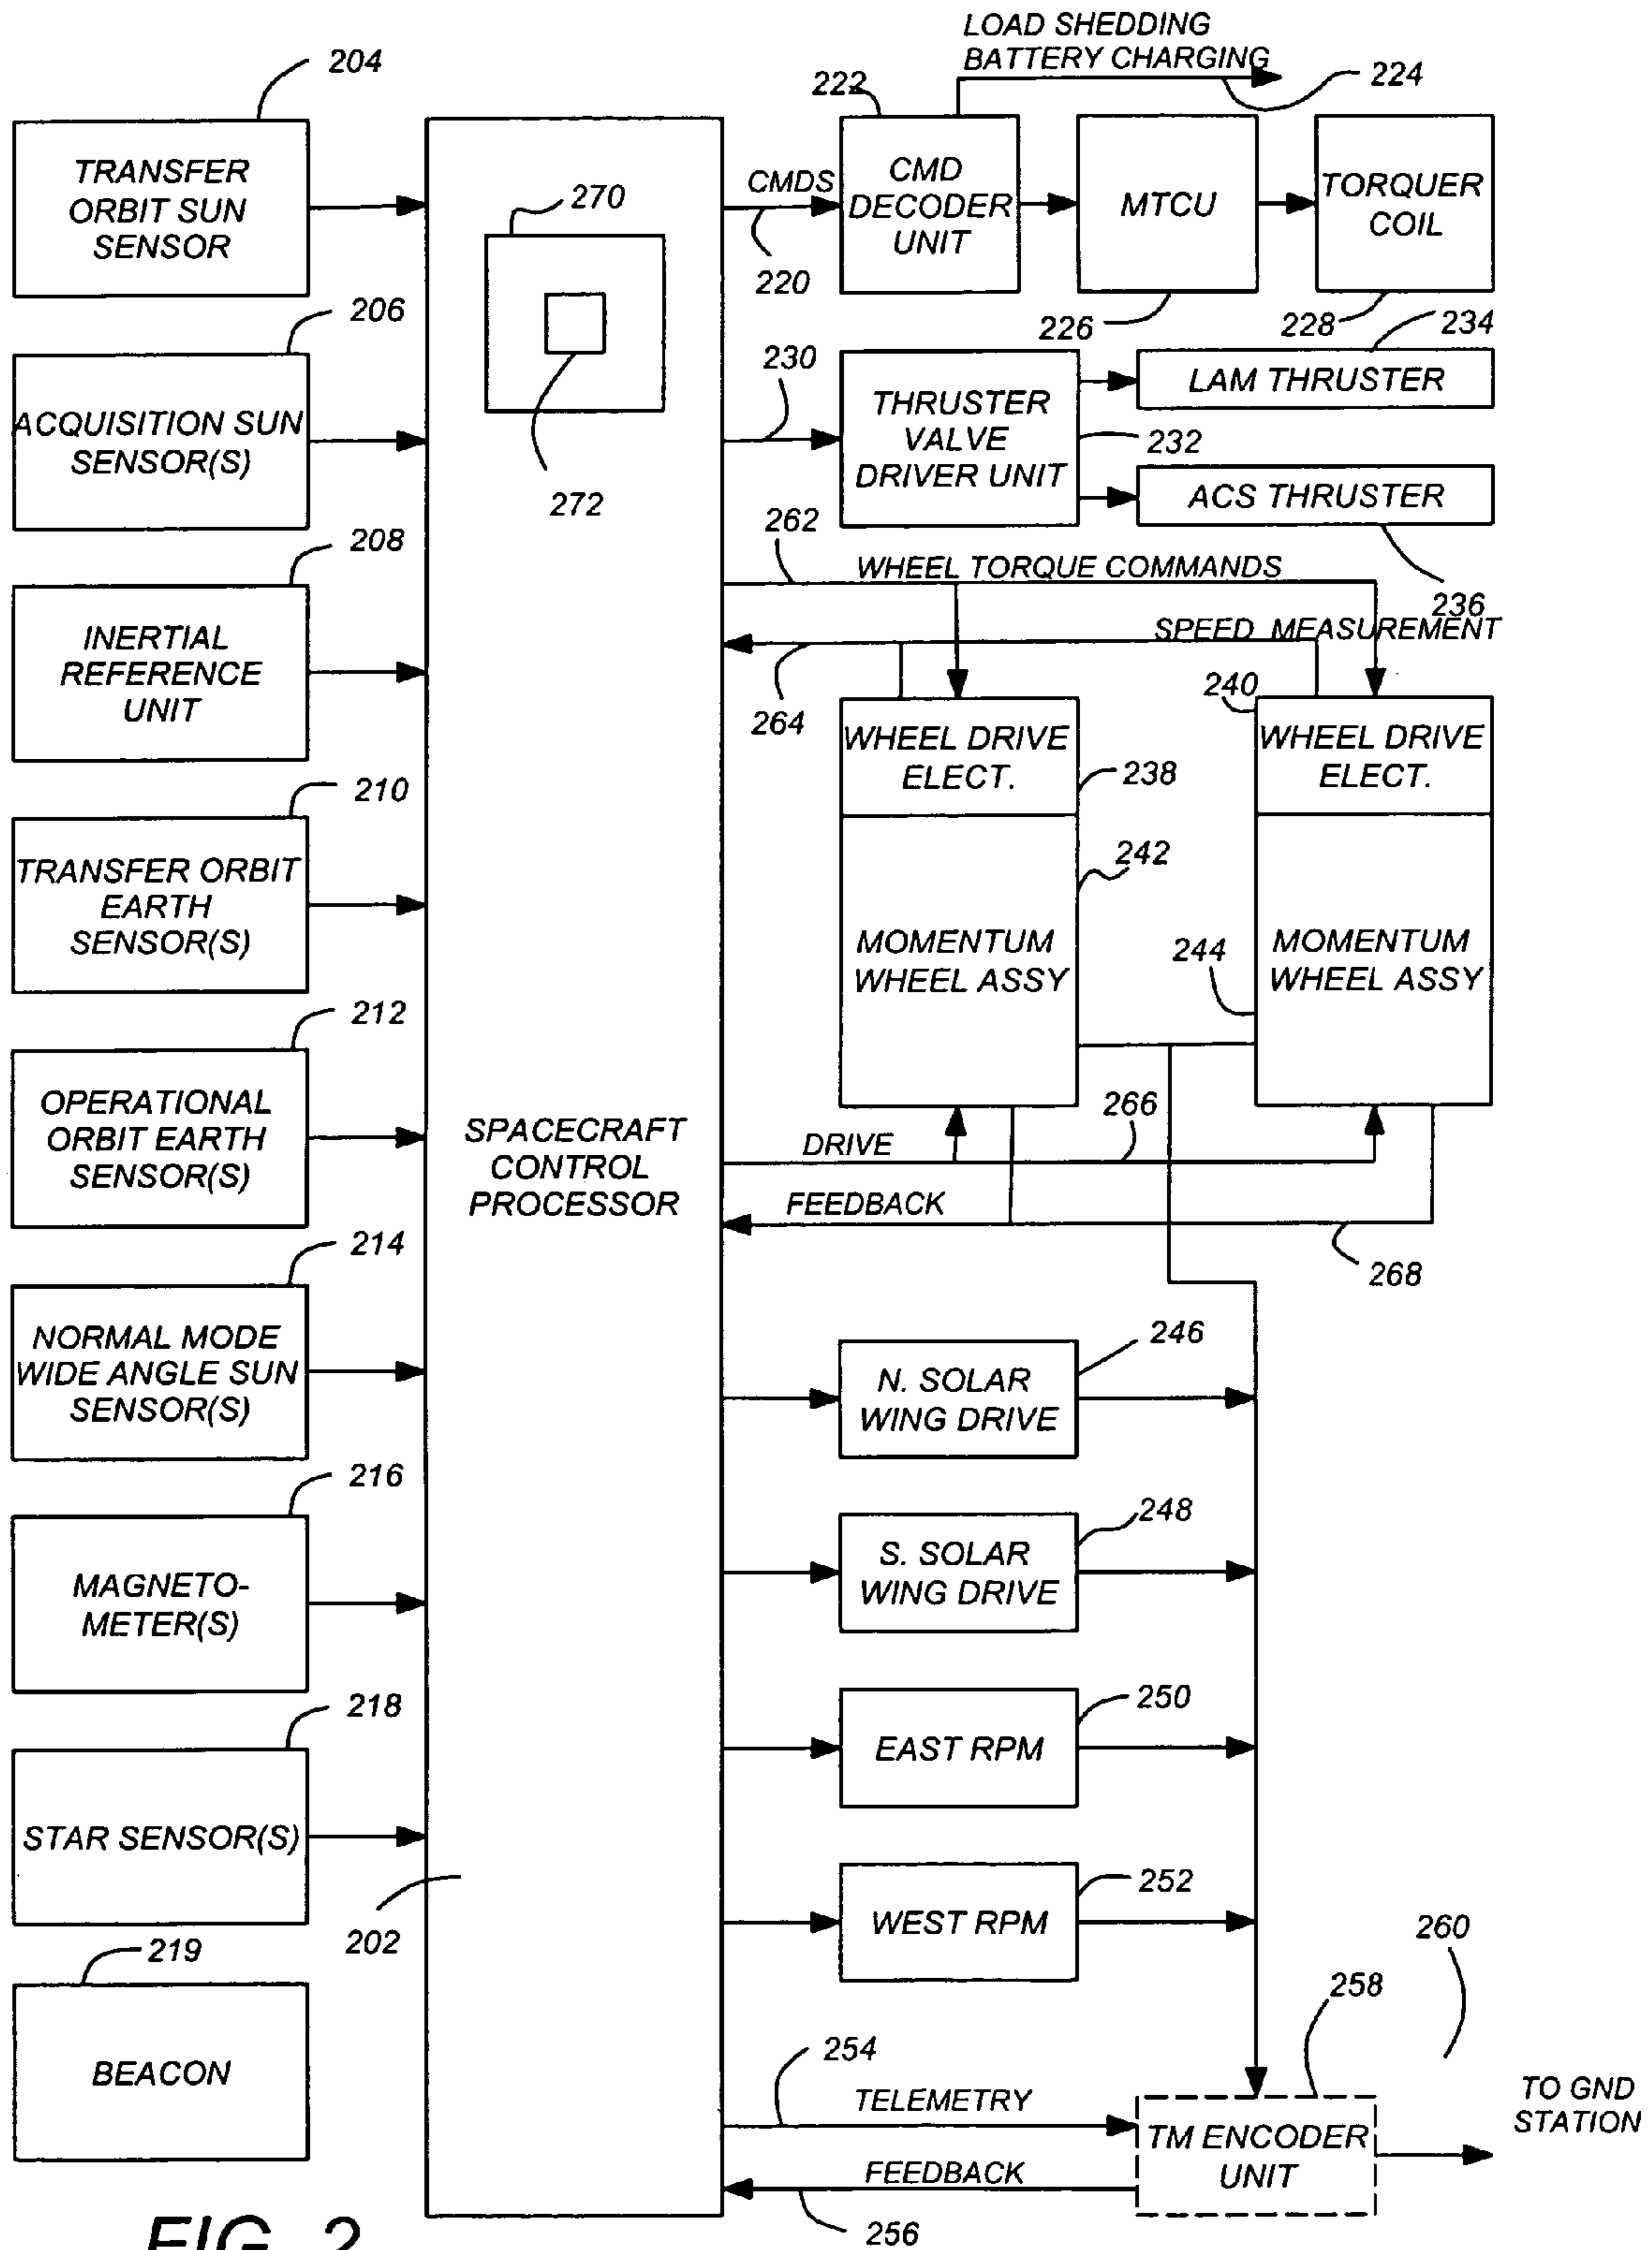 LOAD SHEDDING
BATTERY CHARGING
204
222
224
TRANSFER
ORBIT SUN
SENSOR
270
CMDS
220
CMD
DECODER
UNIT
MTCU
TORQUER
COIL
226
228
206
ACQUISITION SUN
SENSOR(S)
272
230
THRUSTER
VALVE
DRIVER UNIT
232
234
LAM THRUSTER
ACS THRUSTER
236
208
INERTIAL
REFERENCE
UNIT
262
WHEEL TORQUE COMMANDS
SPEED MEASUREMENT
264
240
WHEEL DRIVE
ELECT.
238
WHEEL DRIVE
ELECT.
210
TRANSFER ORBIT
EARTH
SENSOR(S)
242
MOMENTUM
WHEEL ASSY
244
MOMENTUM
WHEEL ASSY
212
OPERATIONAL
ORBIT EARTH
SENSOR(S)
SPACECRAFT
CONTROL
PROCESSOR
DRIVE
266
FEEDBACK
268
214
NORMAL MODE
WIDE ANGLE SUN
SENSOR(S)
N. SOLAR
WING DRIVE
246
216
MAGNETO-
METER(S)
S. SOLAR
WING DRIVE
248
218
STAR SENSOR(S)
EAST RPM
250
202
WEST RPM
252
219
BEACON
260
258
254
TELEMETRY
TM ENCODER
UNIT
TO GND
STATION
FEEDBACK
256
FIG. 2